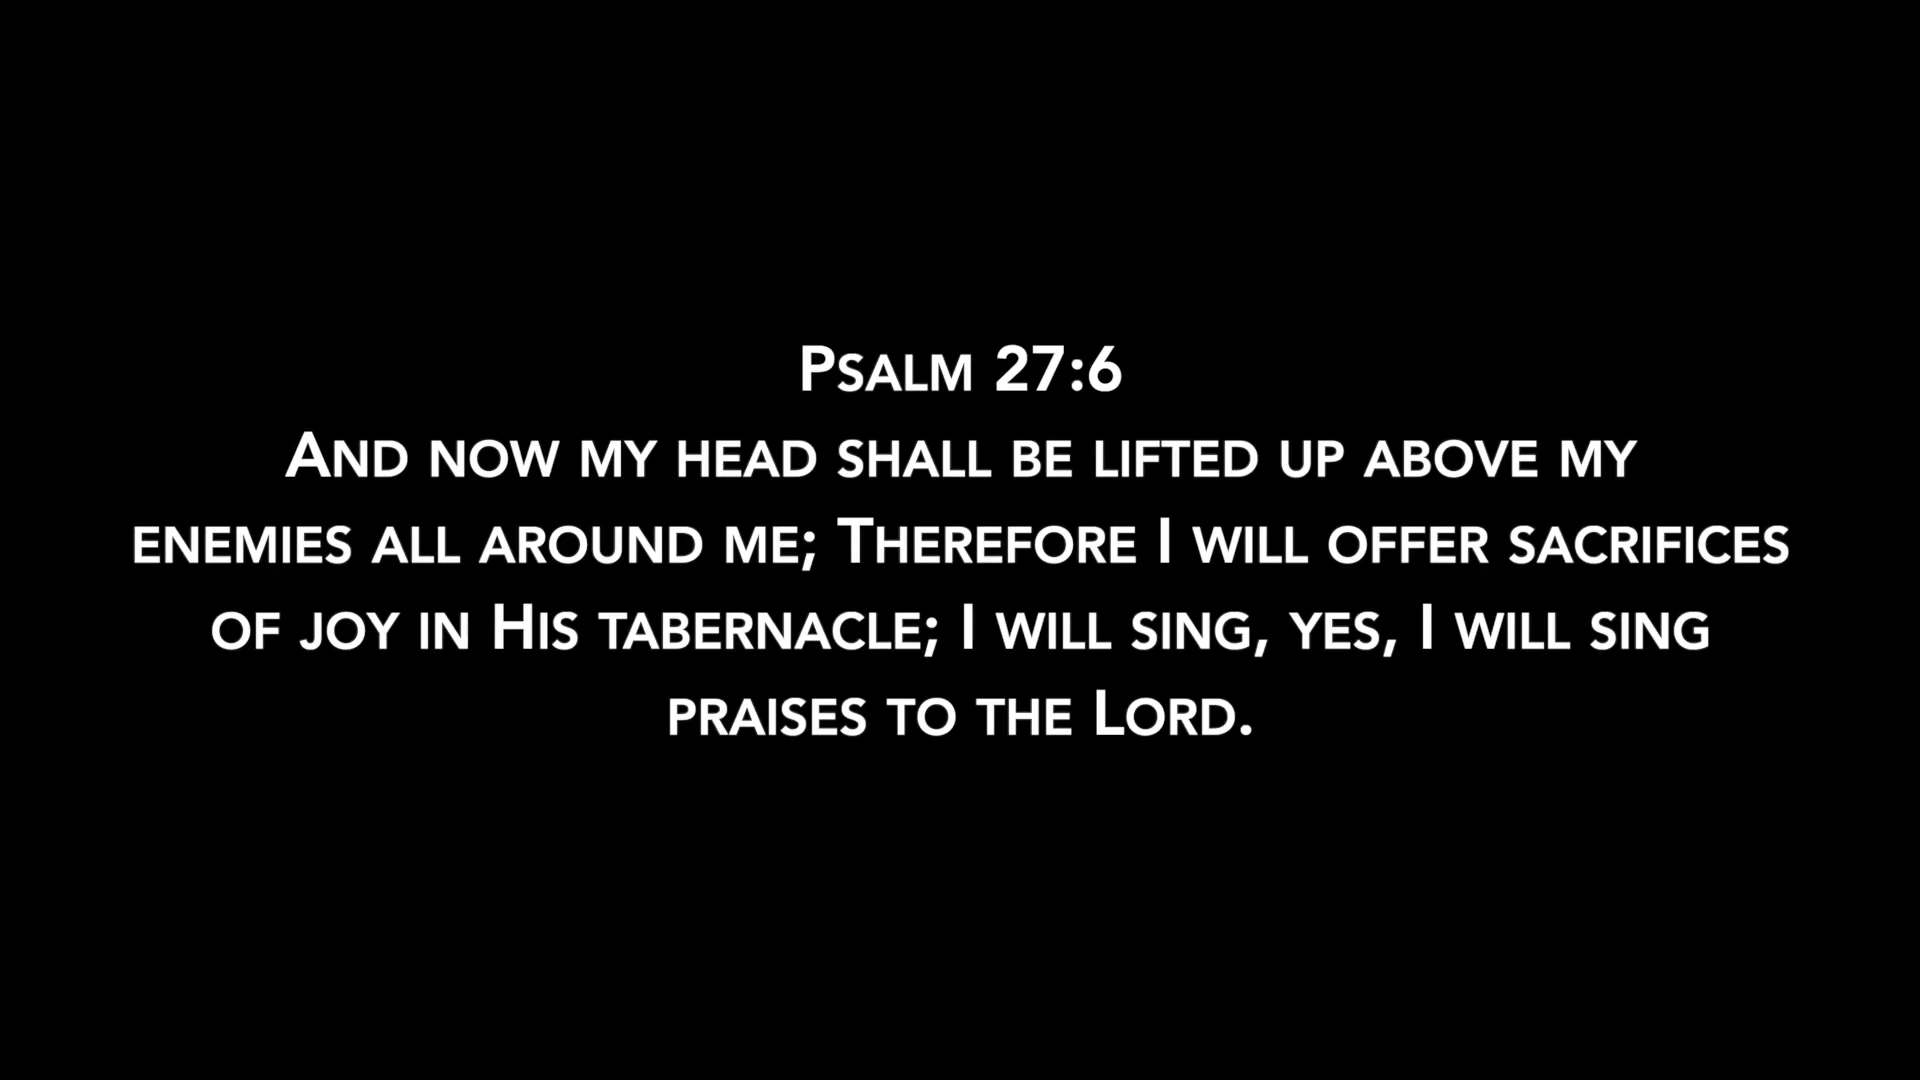 Psalm 27:6
And now my head shall be lifted up above my
enemies all around me; Therefore I will offer sacrifices
of joy in His tabernacle; I will sing, yes, I will sing
praises to the Lord.